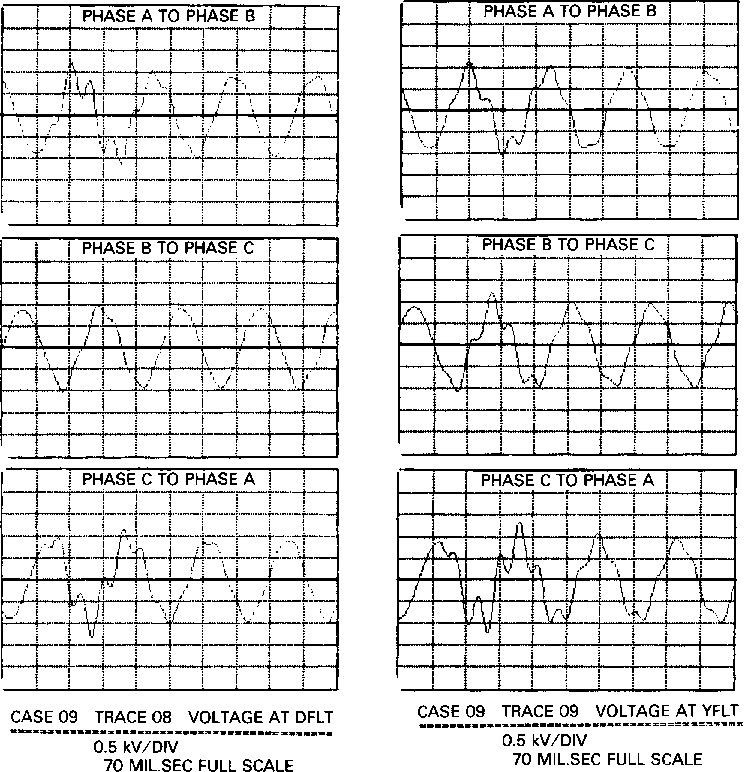 PHASE A TO PHASE B
PHASE B TO PHASE C
PHASE C TO PHASE A
CASE 09 TRACE 08 VOLTAGE AT DFLT
0.5 kV/DIV
70 MIL.SEC FULL SCALE
PHASE A TO PHASE B
PHASE B TO PHASE C
PHASE C TO PHASE A
CASE 09 TRACE 09 VOLTAGE AT YFLT
0.5 kV/DIV
70 MIL.SEC FULL SCALE